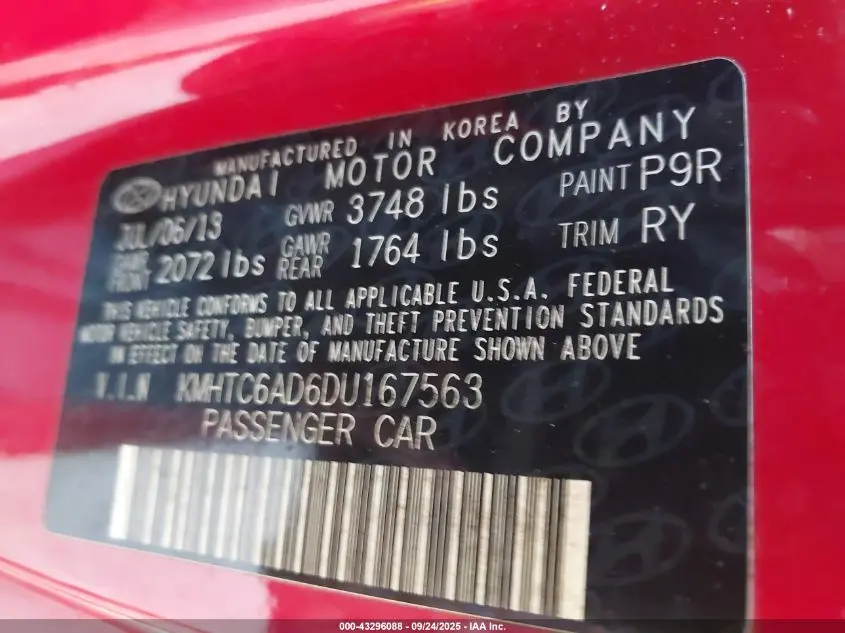 MANUFACTURED IN KOREA BY
HYUNDAI MOTOR COMPANY
JUL/06/13 GVWR 3748 lbs PAINT P9R
GAWR FRONT 2072 lbs GAWR REAR 1764 lbs TRIM RY
THIS VEHICLE CONFORMS TO ALL APPLICABLE U.S.A. FEDERAL
MOTOR VEHICLE SAFETY, BUMPER, AND THEFT PREVENTION STANDARDS
IN EFFECT ON THE DATE OF MANUFACTURE SHOWN ABOVE
V.I.N KMHTC6AD6DU167563
PASSENGER CAR
000-43296088 - 09/24/2025 - IAA Inc.